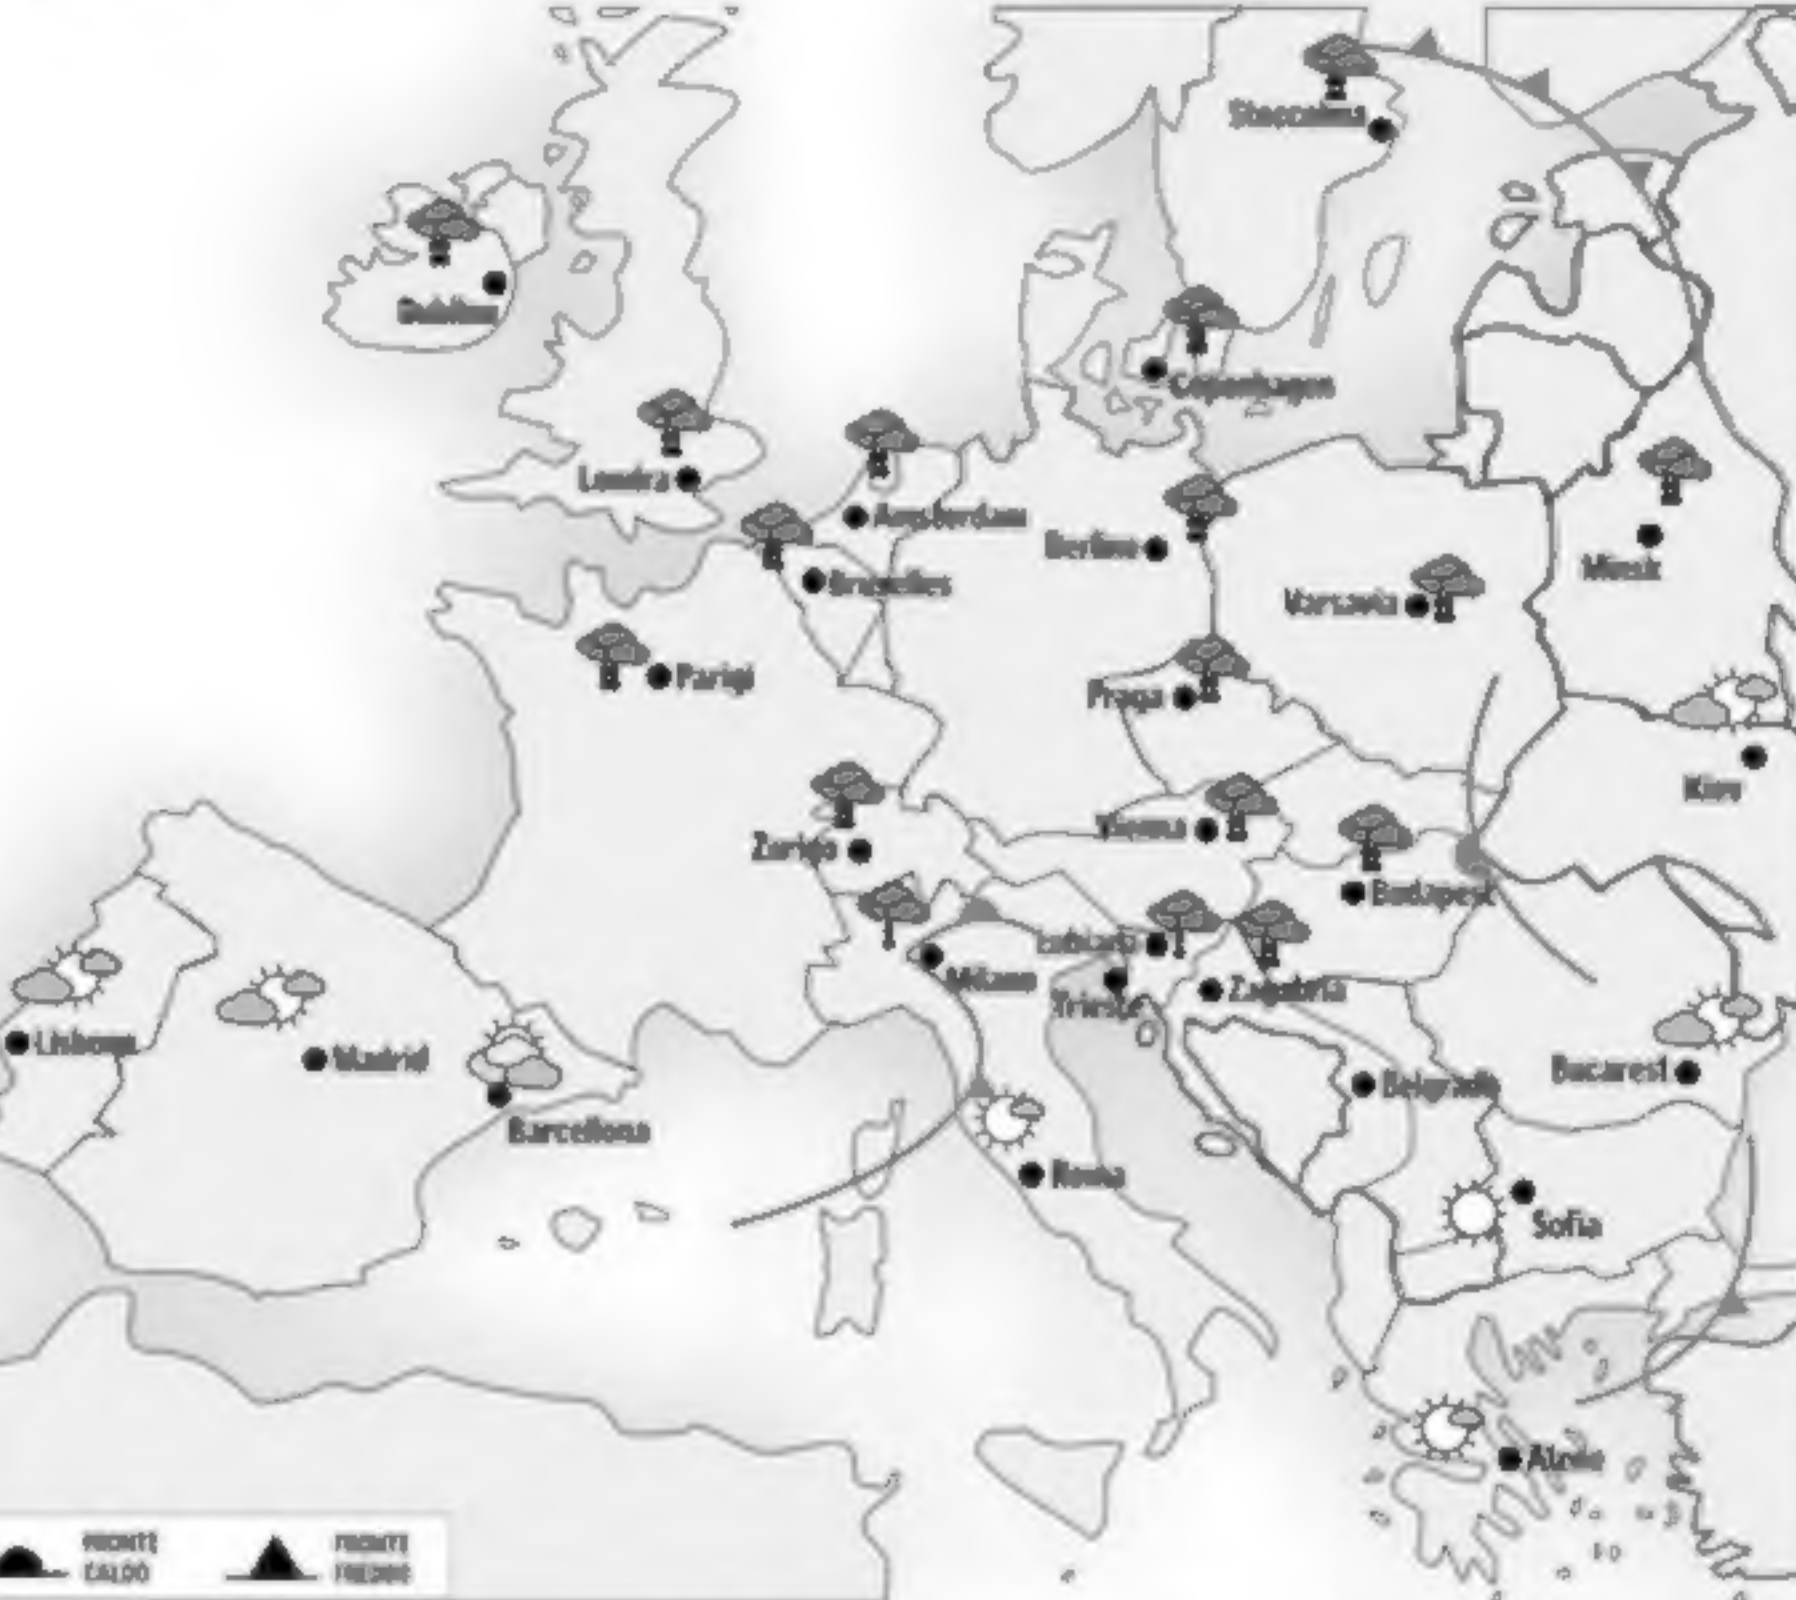 Stoccolma
Dublino
Copenhagen
Londra
Amsterdam
Berlino
Minsk
Bruxelles
Varsavia
Parigi
Praga
Kiev
Vienna
Zurigo
Budapest
Lubiana
Milano
Zagabria
Trieste
Lisbona
Madrid
Bucarest
Belgrado
Barcellona
Roma
Sofia
Atene
FRONTE
CALDO
FRONTE
FREDDO